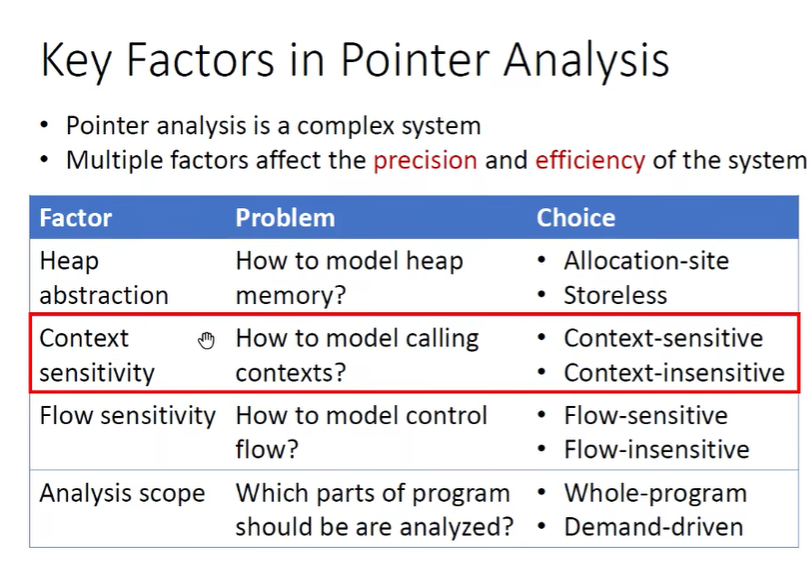 Key Factors in Pointer Analysis
• Pointer analysis is a complex system
• Multiple factors affect the precision and efficiency of the system
Factor Problem Choice
Heap abstraction
How to model heap memory?
• Allocation-site
• Storeless
Context sensitivity
How to model calling contexts?
• Context-sensitive
• Context-insensitive
Flow sensitivity
How to model control flow?
• Flow-sensitive
• Flow-insensitive
Analysis scope
Which parts of program should be are analyzed?
• Whole-program
• Demand-driven